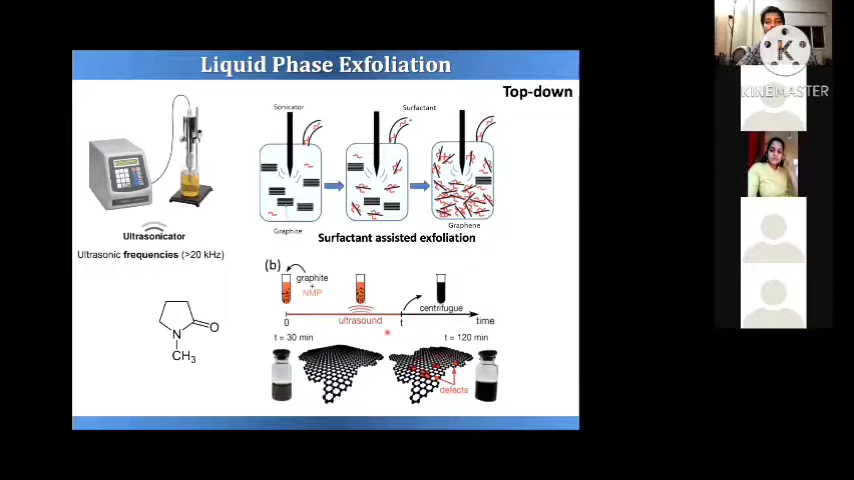 Liquid Phase Exfoliation
Top-down
Sonicator
Surfactant
Graphite
Graphene
Surfactant assisted exfoliation
Ultrasonicator
Ultrasonic frequencies (>20 kHz)
N
O
CH3
(b)
graphite
+
NMP
centrifugue
0
ultrasound
t
time
t = 30 min
t = 120 min
defects
K
KINEMASTER